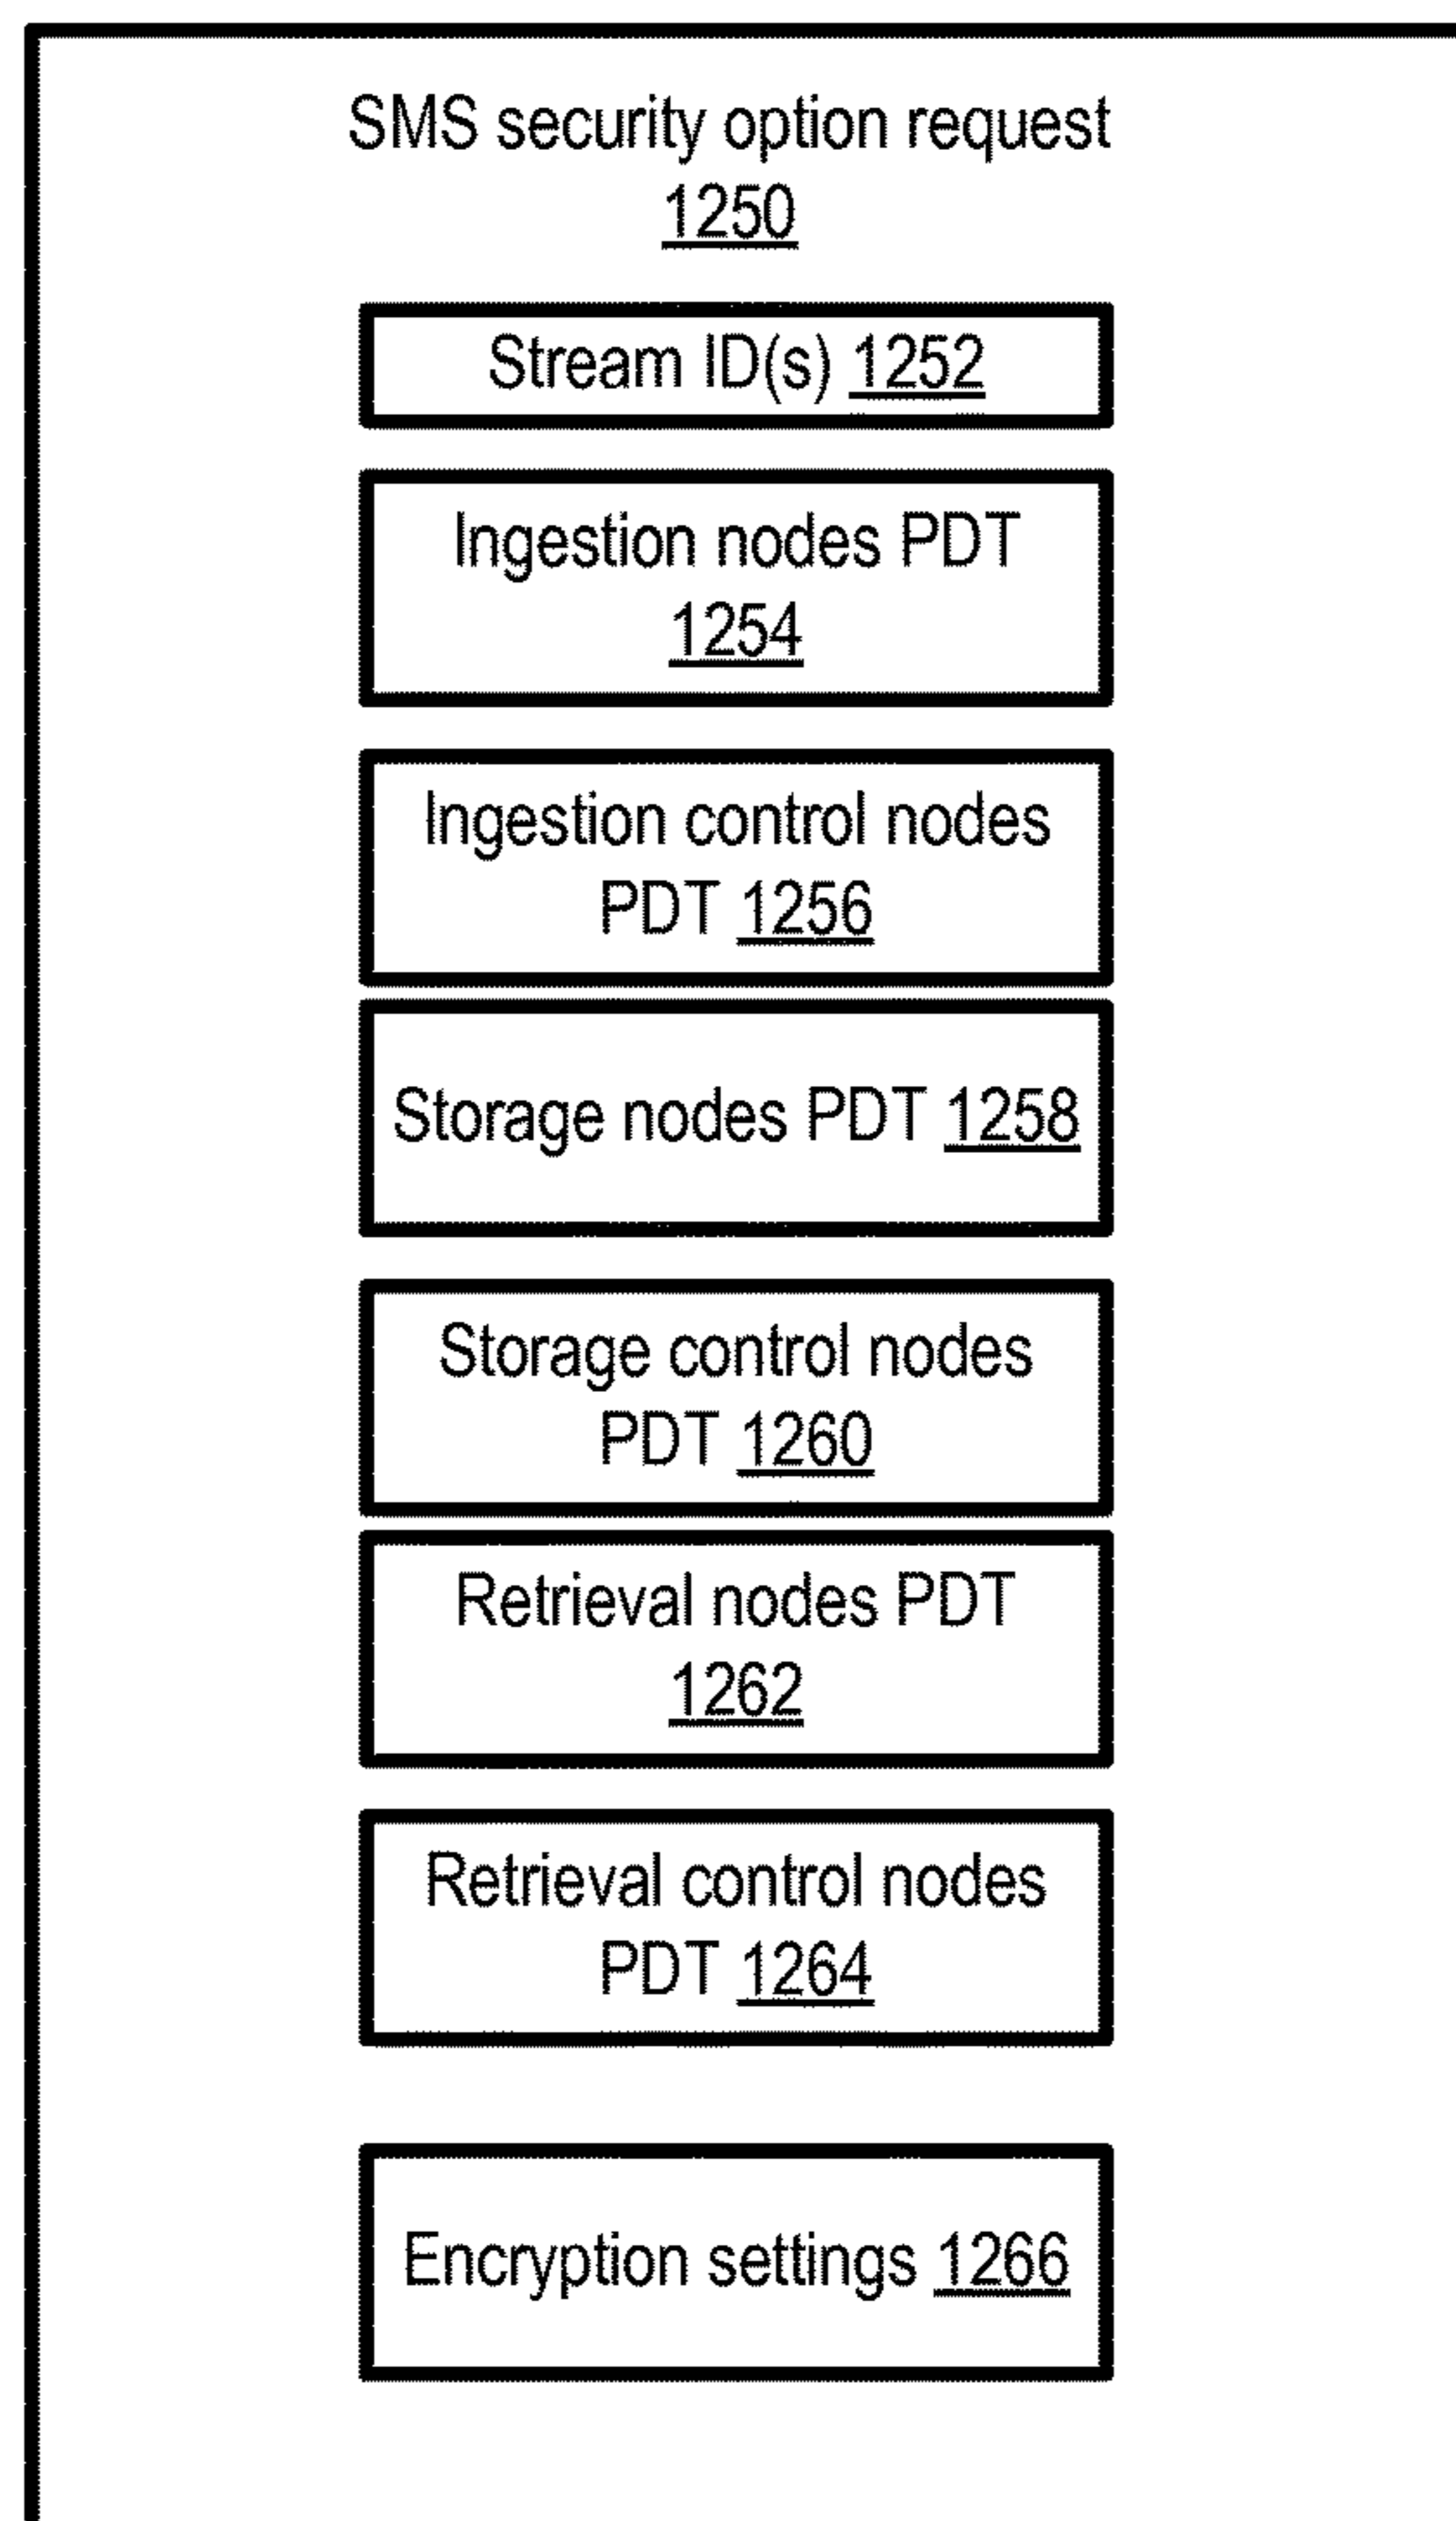 SMS security option request
1250
Stream ID(s) 1252
Ingestion nodes PDT
1254
Ingestion control nodes
PDT 1256
Storage nodes PDT 1258
Storage control nodes
PDT 1260
Retrieval nodes PDT
1262
Retrieval control nodes
PDT 1264
Encryption settings 1266